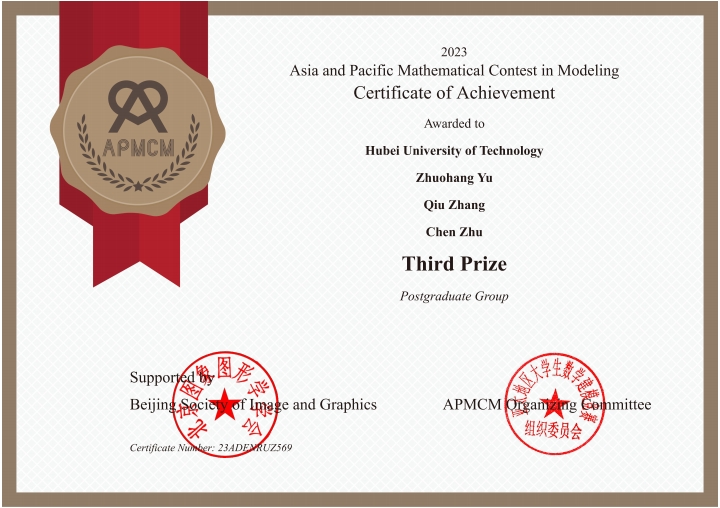 2023
Asia and Pacific Mathematical Contest in Modeling
Certificate of Achievement
APMCM
Awarded to
Hubei University of Technology
Zhuohang Yu
Qiu Zhang
Chen Zhu
Third Prize
Postgraduate Group
Supported by
Beijing Society of Image and Graphics
北京图象图形学学会
APMCM Organizing Committee
亚太地区大学生数学建模竞赛
组织委员会
Certificate Number: 23ADENRUZ569